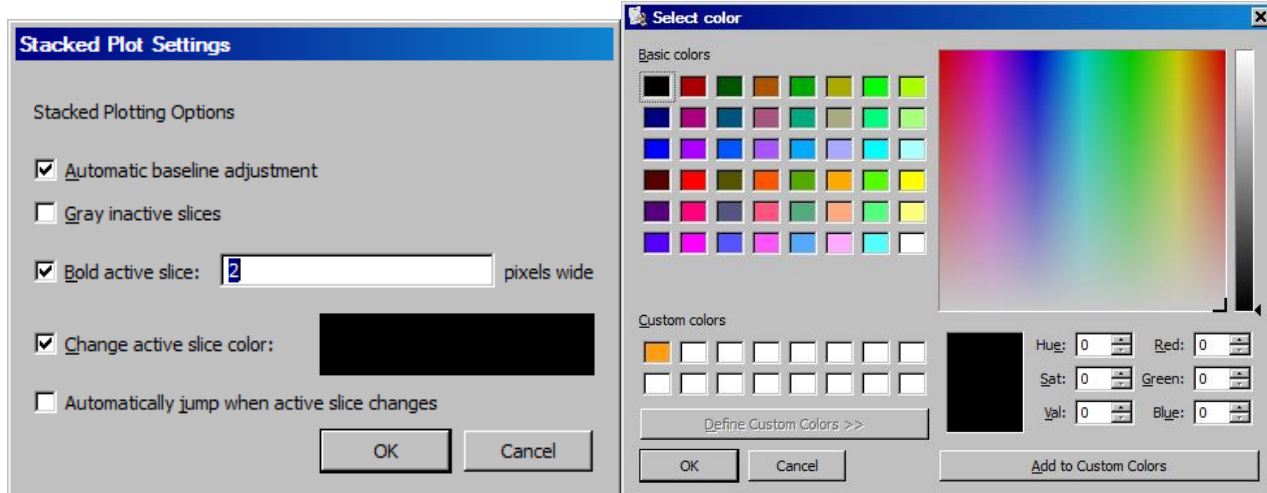 Stacked Plot Settings
Stacked Plotting Options
Automatic baseline adjustment
Gray inactive slices
Bold active slice: 2 pixels wide
Change active slice color:
Automatically jump when active slice changes
OK Cancel
Select color
Basic colors
Custom colors
Define Custom Colors >>
OK Cancel
Hue: 0 Red: 0
Sat: 0 Green: 0
Val: 0 Blue: 0
Add to Custom Colors